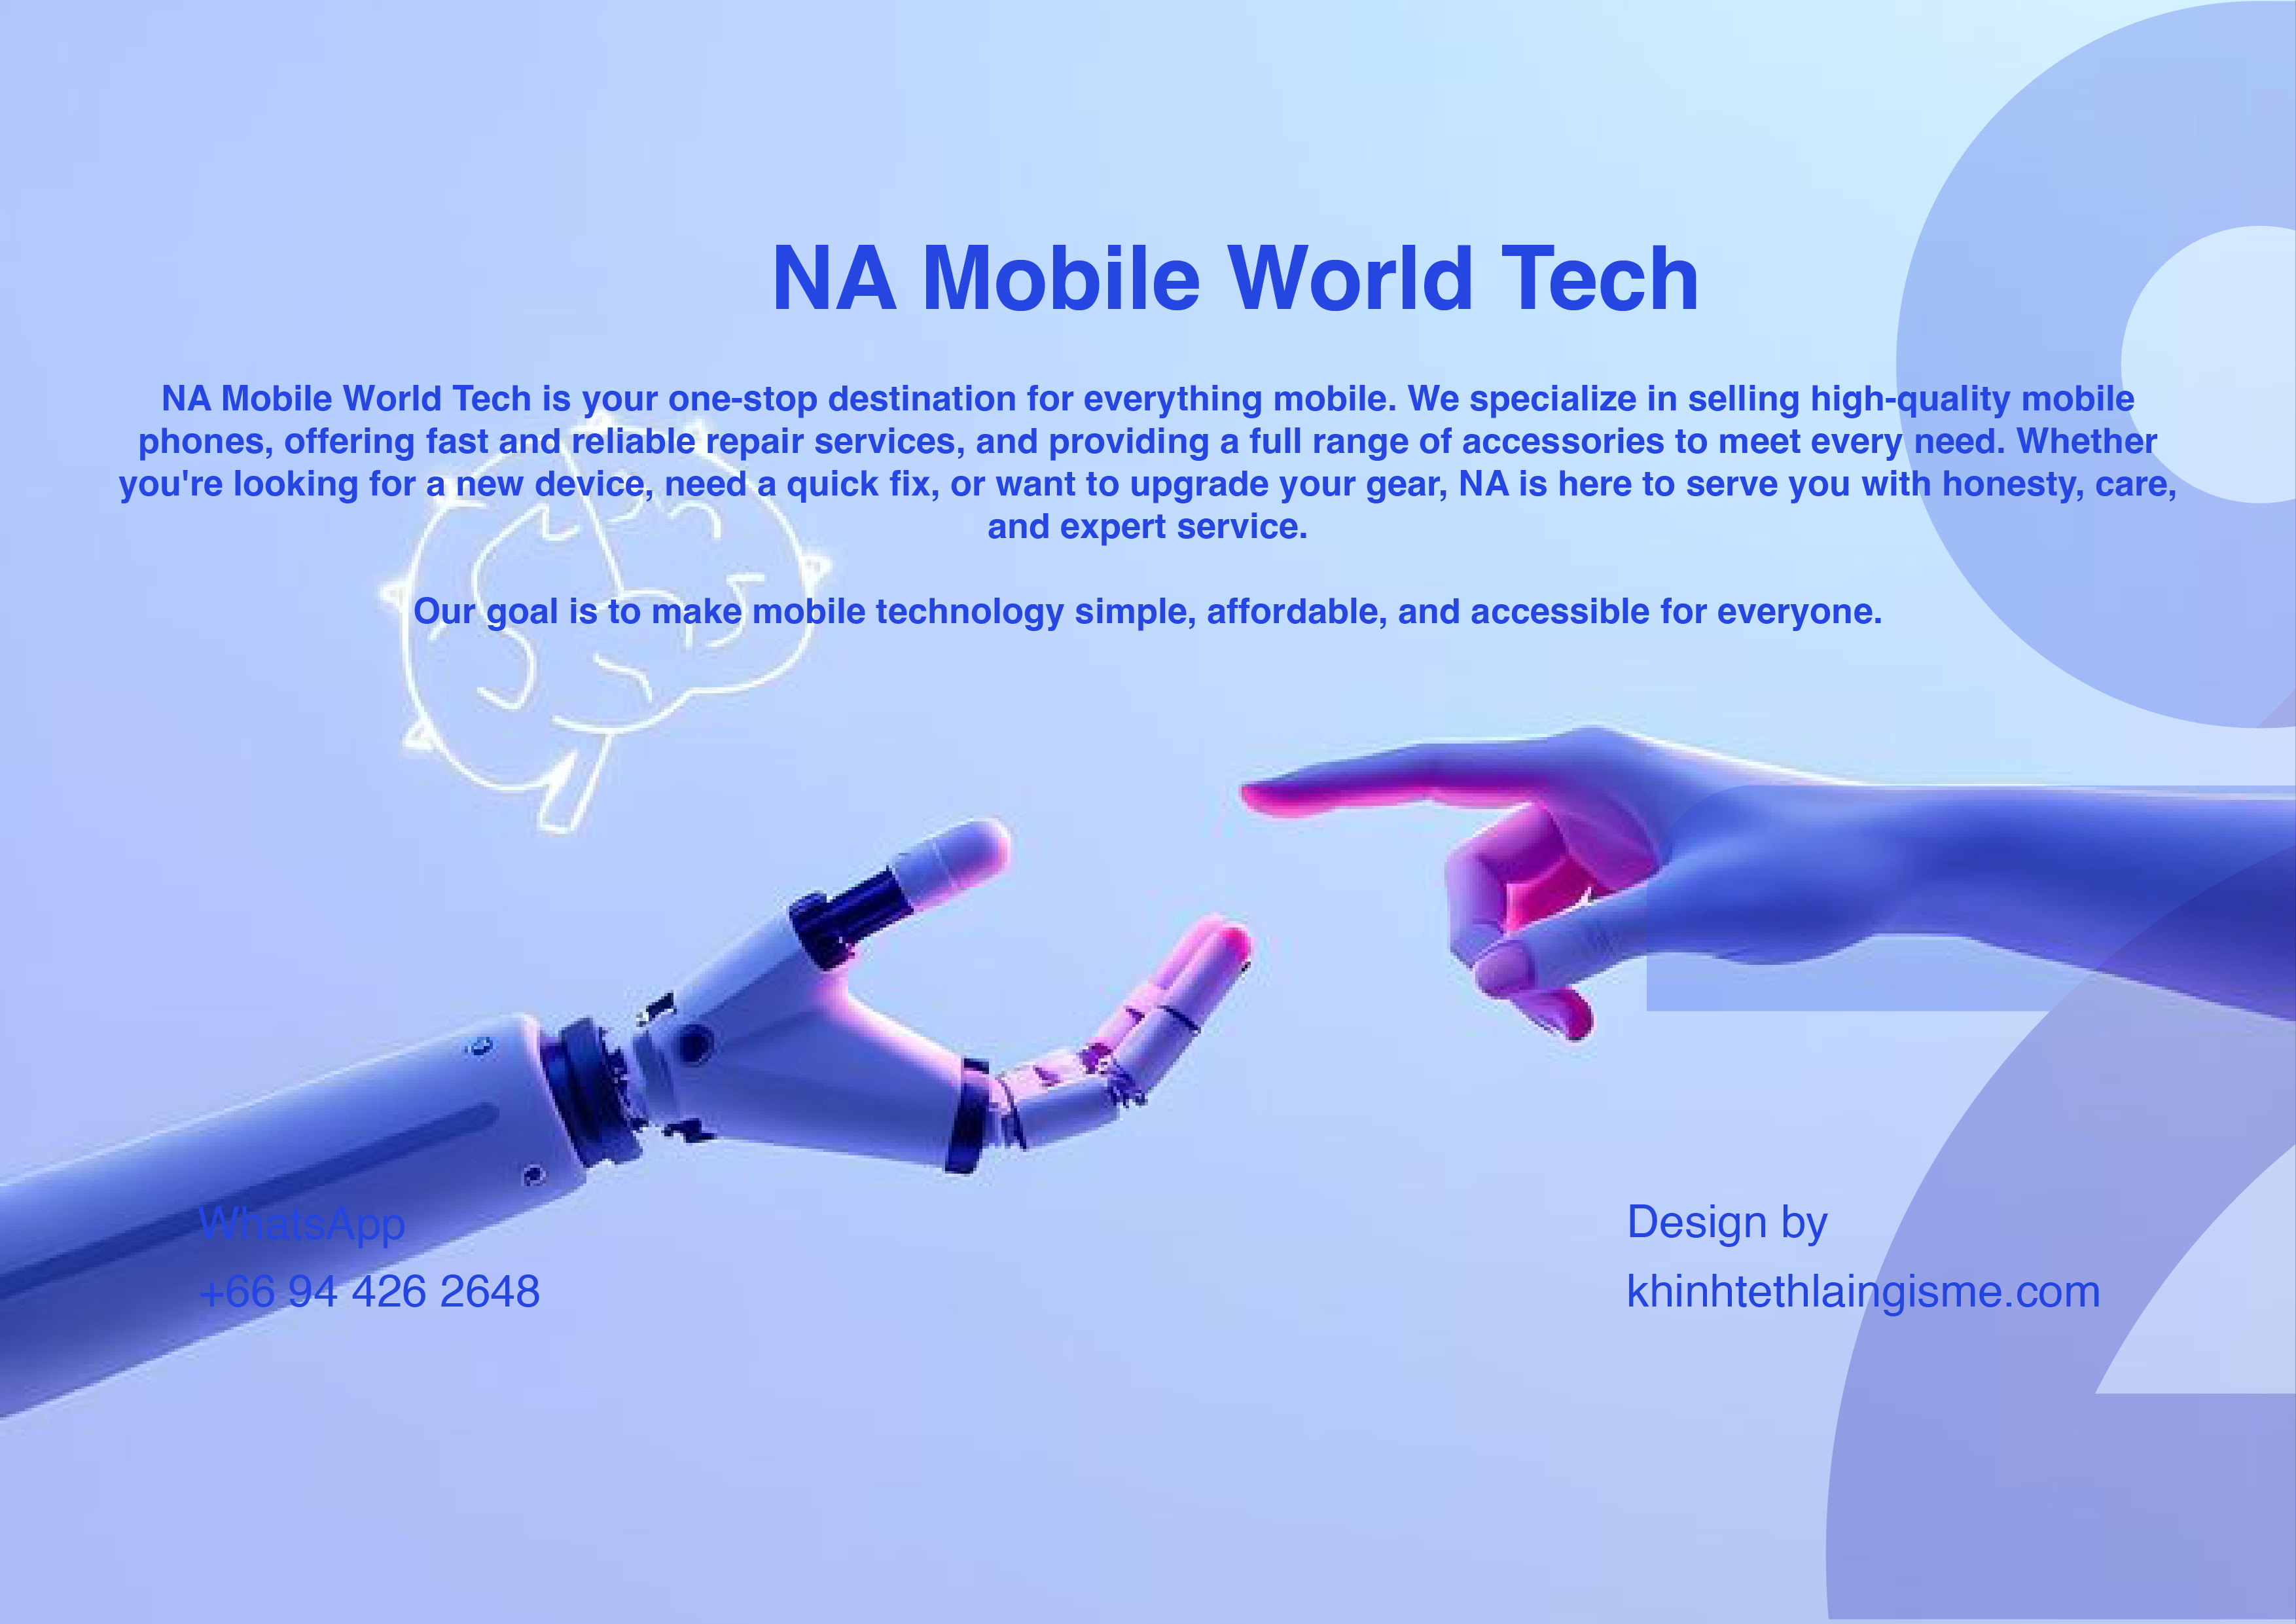 NA Mobile World Tech
NA Mobile World Tech is your one-stop destination for everything mobile. We specialize in selling high-quality mobile
phones, offering fast and reliable repair services, and providing a full range of accessories to meet every need. Whether
you're looking for a new device, need a quick fix, or want to upgrade your gear, NA is here to serve you with honesty, care,
and expert service.
Our goal is to make mobile technology simple, affordable, and accessible for everyone.
WhatsApp
+66 94 426 2648
Design by
khinhtethlaingisme.com